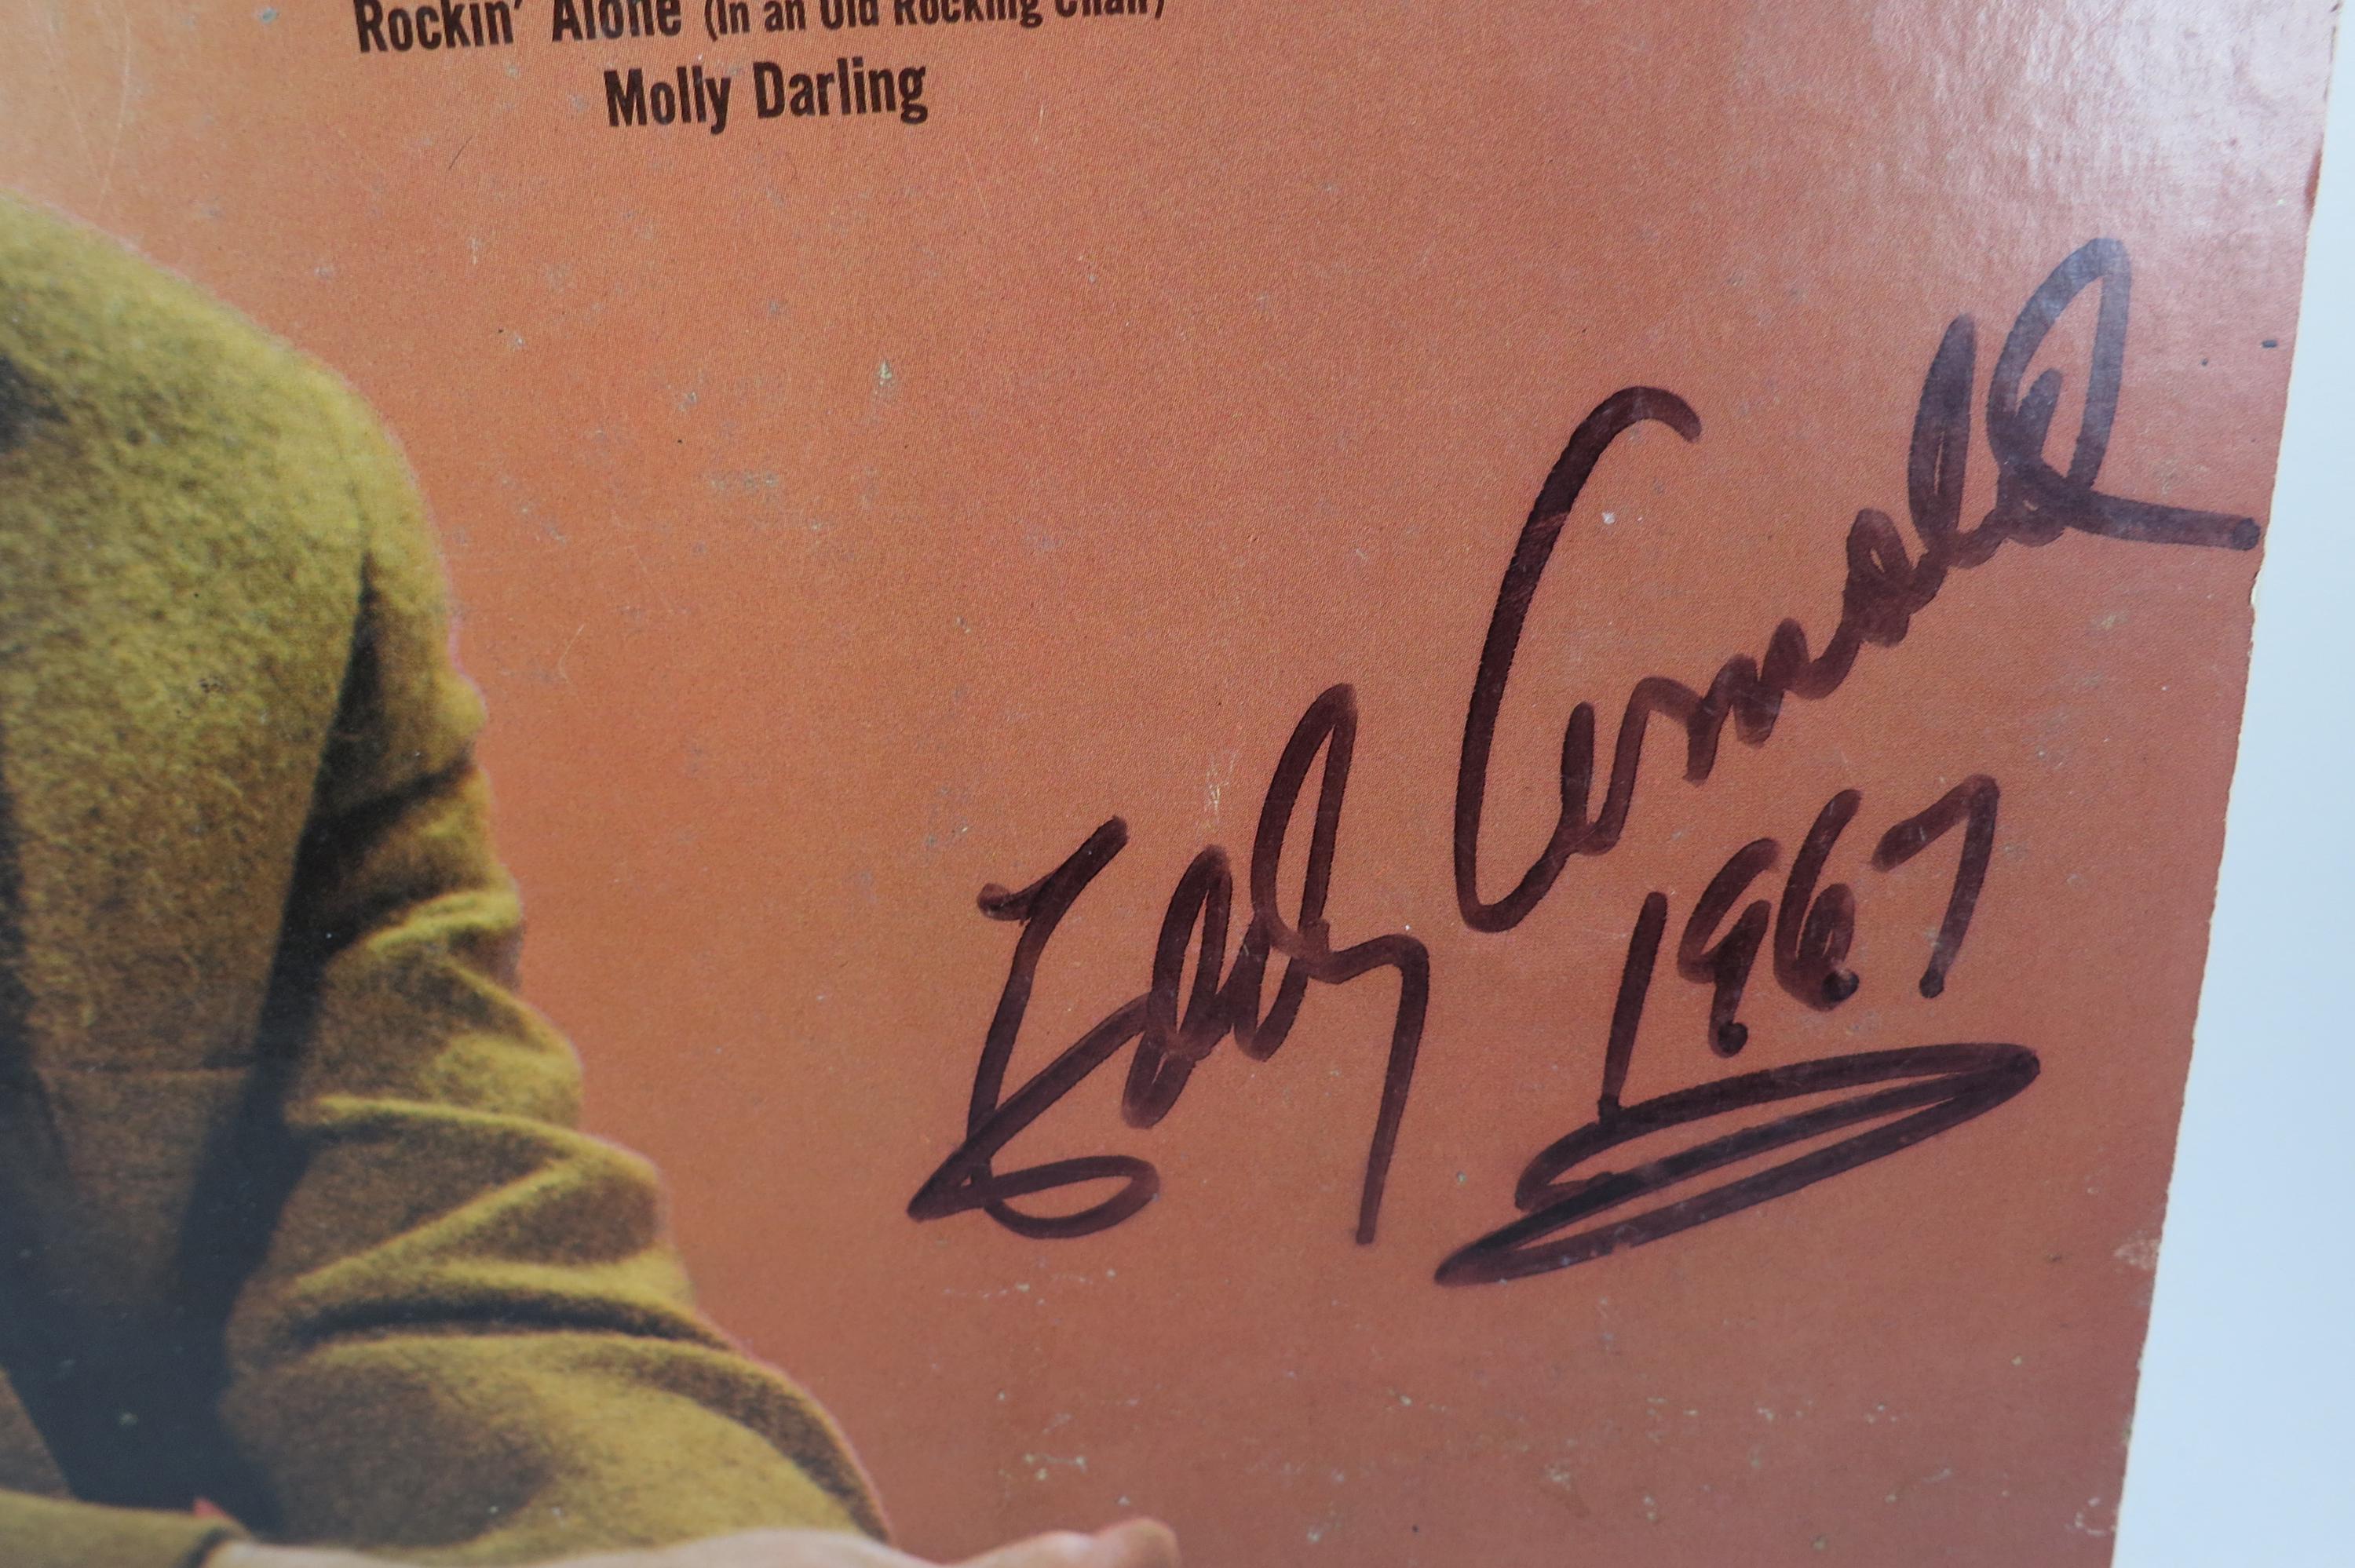 Rockin' Alone (In an Old Rocking Chair)
Molly Darling
Eddy Arnold
1967